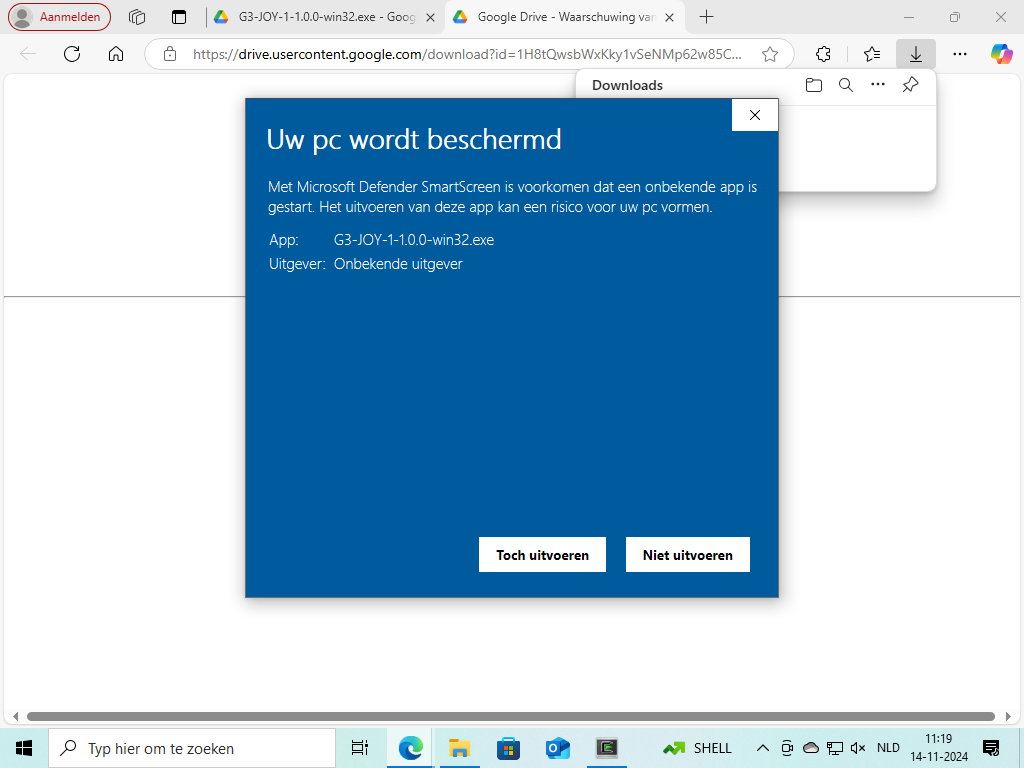 Aanmelden
G3-JOY-1-1.0.0-win32.exe - Goog
Google Drive - Waarschuwing van
https://drive.usercontent.google.com/download?id=1H8tQwsbWxKky1vSeNMp62w85C...
Downloads
Uw pc wordt beschermd
Met Microsoft Defender SmartScreen is voorkomen dat een onbekende app is
gestart. Het uitvoeren van deze app kan een risico voor uw pc vormen.
App: G3-JOY-1-1.0.0-win32.exe
Uitgever: Onbekende uitgever
Toch uitvoeren
Niet uitvoeren
Typ hier om te zoeken
SHELL
NLD
11:19
14-11-2024